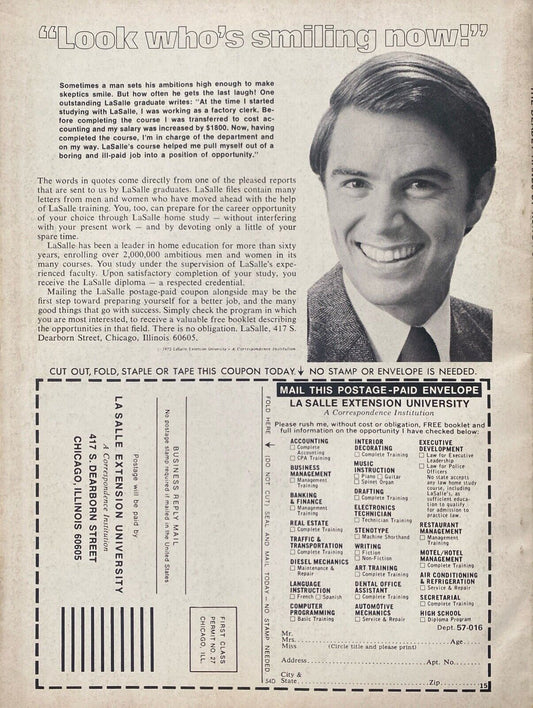 “Look who’s smiling now!”
Sometimes a man sets his ambitions high enough to make
skeptics smile. But how often he gets the last laugh! One
outstanding LaSalle graduate writes: "At the time I started
studying with LaSalle, I was working as a factory clerk. Be-
fore completing the course I was transferred to cost ac-
counting and my salary was increased by $1800. Now, having
completed the course, I'm in charge of the department and
on my way. LaSalle's course helped me pull myself out of a
boring and ill-paid job into a position of opportunity."
The words in quotes come directly from one of the pleased reports
that are sent to us by LaSalle graduates. LaSalle files contain many
letters from men and women who have moved ahead with the help
of LaSalle training. You, too, can prepare for the career opportunity
of your choice through LaSalle home study — without interfering
with your present work — and by devoting only a little of your
spare time.
LaSalle has been a leader in home education for more than sixty
years, enrolling over 2,000,000 ambitious men and women in its
many courses. You study under the supervision of LaSalle's expe-
rienced faculty. Upon satisfactory completion of your study, you
receive the LaSalle diploma — a respected credential.
Mailing the LaSalle postage-paid coupon alongside may be the
first step toward preparing yourself for a better job, and the many
good things that go with success. Simply check the program in which
you are most interested, to receive a valuable free booklet describing
the opportunities in that field. There is no obligation. LaSalle, 417 S.
Dearborn Street, Chicago, Illinois 60605.
© 1972 LaSalle Extension University • A Correspondence Institution
CUT OUT, FOLD, STAPLE OR TAPE THIS COUPON TODAY. NO STAMP OR ENVELOPE IS NEEDED.
BUSINESS REPLY MAIL
No postage stamp required if mailed in the United States
Postage will be paid by
LASALLE EXTENSION UNIVERSITY
A Correspondence Institution
417 S. DEARBORN STREET
CHICAGO, ILLINOIS 60605
FIRST CLASS
PERMIT NO. 27
CHICAGO, ILL.
FOLD HERE (DO NOT CUT) SEAL AND MAIL TODAY – NO STAMP NEEDED
54D
MAIL THIS POSTAGE-PAID ENVELOPE
LA SALLE EXTENSION UNIVERSITY
A Correspondence Institution
Please rush me, without cost or obligation, FREE booklet and
full information on the opportunity I have checked below:
ACCOUNTING
Complete
Accounting
CPA Training
BUSINESS
MANAGEMENT
Management
Training
BANKING
& FINANCE
Management
Training
REAL ESTATE
Complete Training
TRAFFIC &
TRANSPORTATION
Complete Training
DIESEL MECHANICS
Maintenance &
Repair
LANGUAGE
INSTRUCTION
French Spanish
COMPUTER
PROGRAMMING
Basic Training
INTERIOR
DECORATING
Complete Training
MUSIC
INSTRUCTION
Piano Guitar
Spinet Organ
DRAFTING
Complete Training
ELECTRONICS
TECHNICIAN
Technician Training
STENOTYPE
Machine Shorthand
WRITING
Fiction
Non-Fiction
ART TRAINING
Complete Training
DENTAL OFFICE
ASSISTANT
Complete Training
AUTOMOTIVE
MECHANICS
Service & Repair
EXECUTIVE
DEVELOPMENT
Law for Executive
Leadership
Law for Police
Officers
No state accepts
any law home study
course, including
LaSalle's, as
sufficient educa-
tion to qualify
for admission to
practice law.
RESTAURANT
MANAGEMENT
Management
Training
MOTEL/HOTEL
MANAGEMENT
Complete Training
AIR CONDITIONING
& REFRIGERATION
Service & Repair
SECRETARIAL
Complete Training
HIGH SCHOOL
Diploma Program
Dept. 57-016
Mr.
Mrs. Age
Miss (Circle title and please print)
Address Apt. No.
City &
State Zip
15